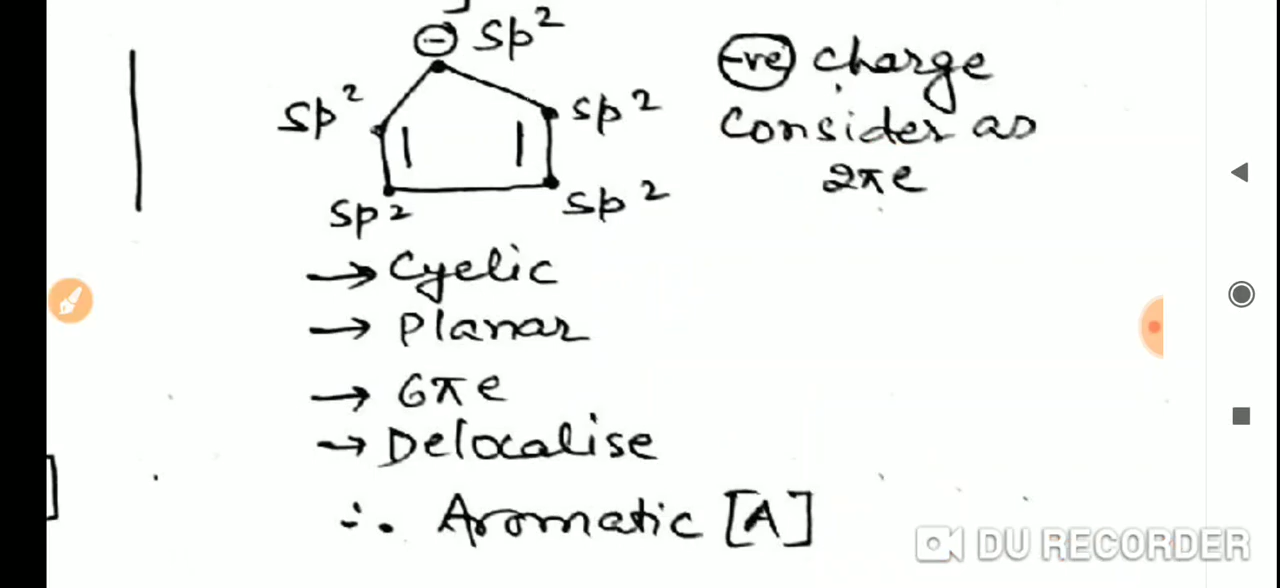 ⊖ sp²
sp²
sp²
sp²
sp²
-ve charge
consider as
2πe
→ Cyclic
→ Planar
→ 6πe
→ Delocalise
∴ Aromatic [A]
]
DU RECORDER